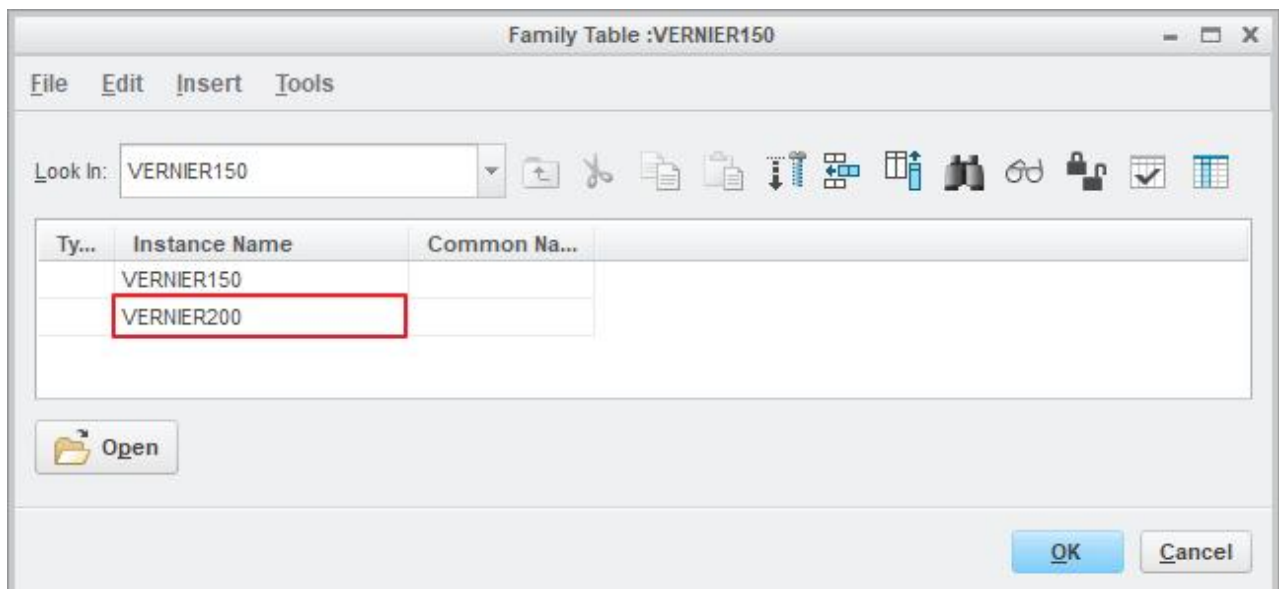 Family Table :VERNIER150
File Edit Insert Tools
Look In: VERNIER150
Ty... Instance Name Common Na...
VERNIER150
VERNIER200
Open
OK Cancel